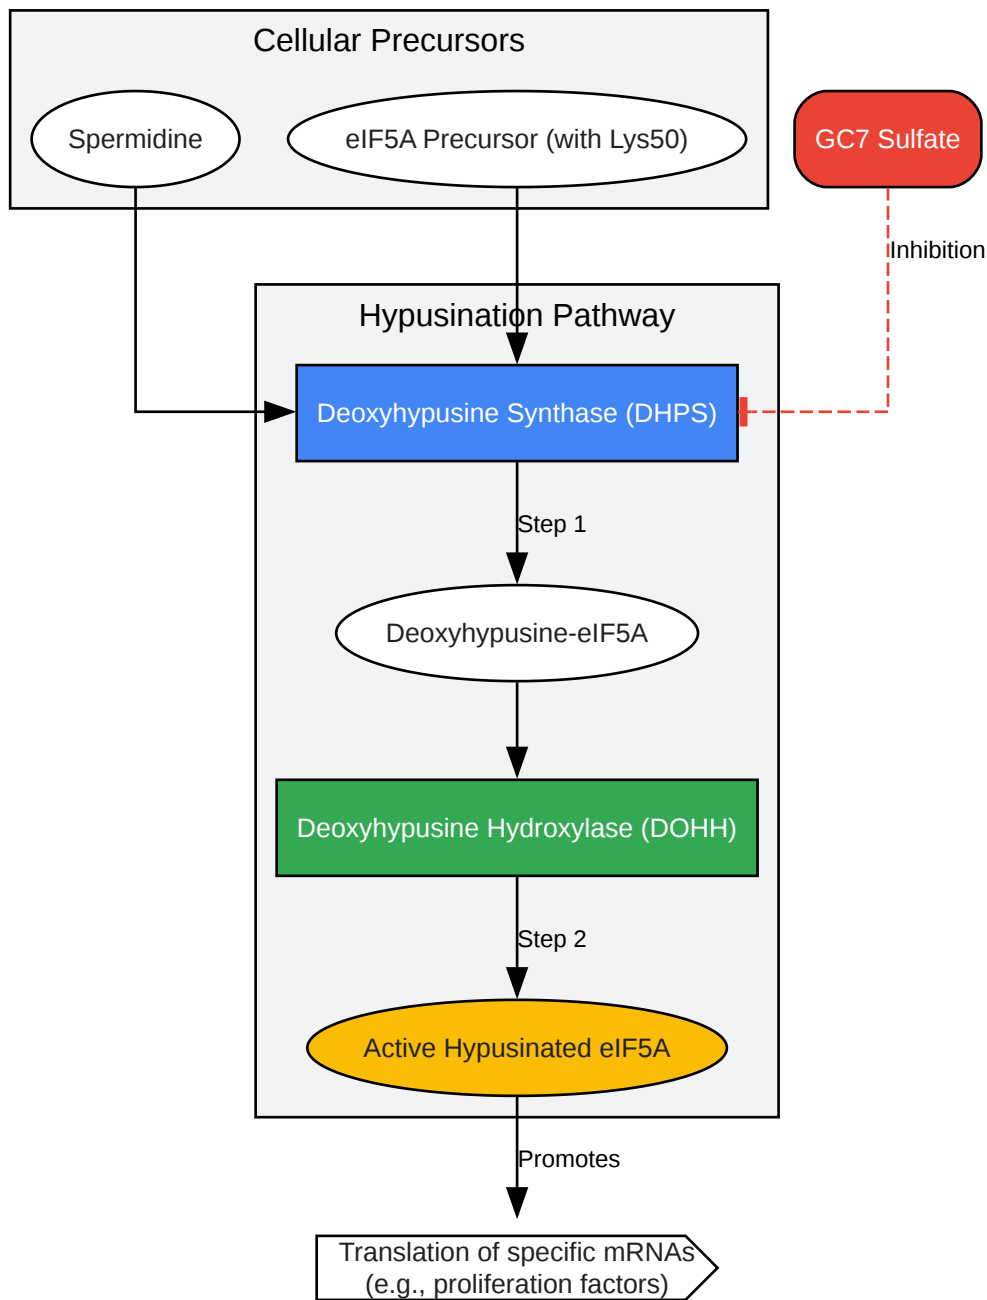 Cellular Precursors
Spermidine
eIF5A Precursor (with Lys50)
GC7 Sulfate
Inhibition
Hypusination Pathway
Deoxyhypusine Synthase (DHPS)
Step 1
Deoxyhypusine-eIF5A
Deoxyhypusine Hydroxylase (DOHH)
Step 2
Active Hypusinated eIF5A
Promotes
Translation of specific mRNAs
(e.g., proliferation factors)